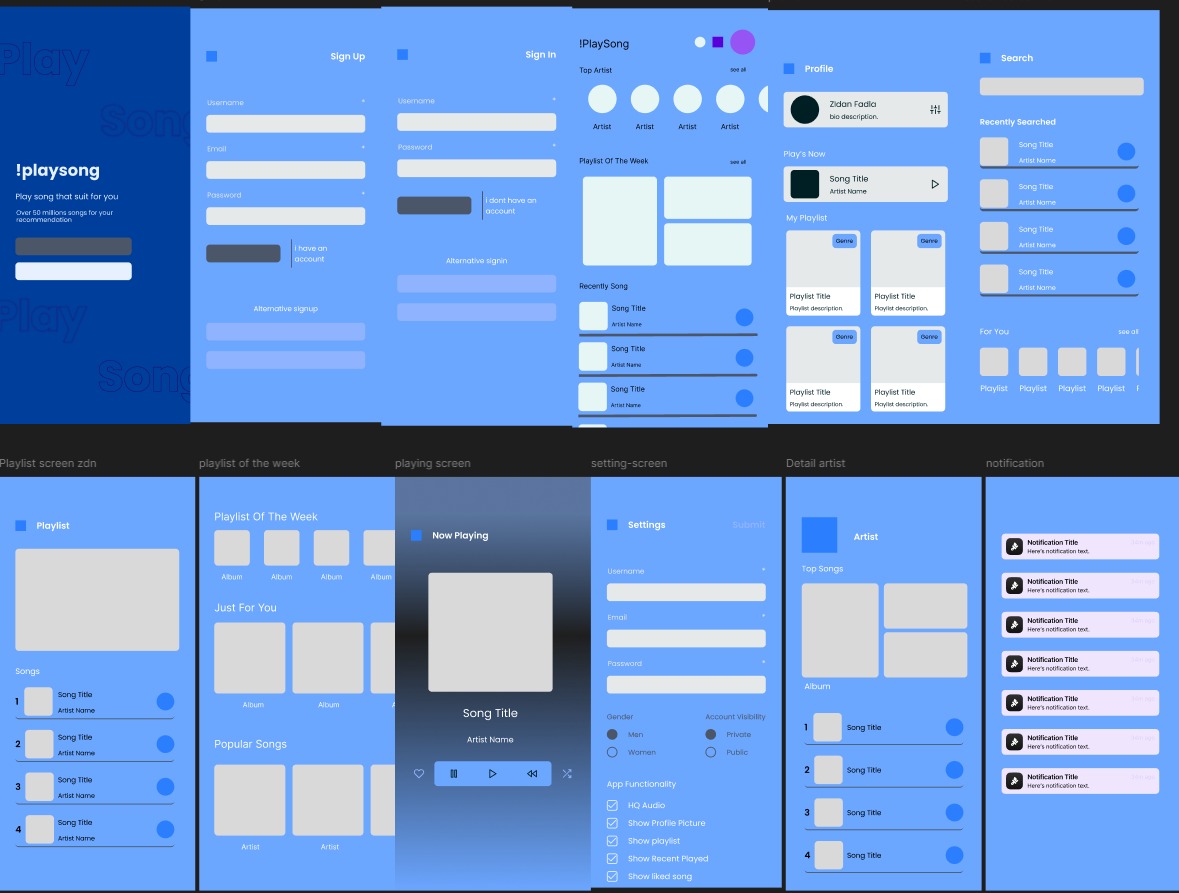 Play
Song
!playsong
Play song that suit for you
Over 50 millions songs for your
recommendation
Play
Song
Sign Up
Username *
Email *
Password *
i have an
account
Alternative signup
Sign In
Username *
Password *
i dont have an
account
Alternative signin
!PlaySong
Top Artist see all
Artist Artist Artist Artist
Playlist Of The Week see all
Recently Song
Song Title
Artist Name
Song Title
Artist Name
Song Title
Artist Name
Profile
Zidan Fadla
bio description.
Play's Now
Song Title
Artist Name
My Playlist
Genre Genre
Playlist Title Playlist Title
Playlist description. Playlist description.
Genre Genre
Playlist Title Playlist Title
Playlist description. Playlist description.
Search
Recently Searched
Song Title
Artist Name
Song Title
Artist Name
Song Title
Artist Name
Song Title
Artist Name
For You see all
Playlist Playlist Playlist Playlist
Playlist screen zdn
Playlist
Songs
1 Song Title
Artist Name
2 Song Title
Artist Name
3 Song Title
Artist Name
4 Song Title
Artist Name
playlist of the week
Playlist Of The Week
Album Album Album Album
Just For You
Album Album
Popular Songs
Artist Artist
playing screen
Now Playing
Song Title
Artist Name
setting-screen
Settings Submit
Username *
Email *
Password *
Gender Account Visibility
Men Private
Women Public
App Functionality
HQ Audio
Show Profile Picture
Show playlist
Show Recent Played
Show liked song
Detail artist
Artist
Top Songs
Album
1 Song Title
2 Song Title
3 Song Title
4 Song Title
notification
Notification Title
Here's notification text.
Notification Title
Here's notification text.
Notification Title
Here's notification text.
Notification Title
Here's notification text.
Notification Title
Here's notification text.
Notification Title
Here's notification text.
Notification Title
Here's notification text.